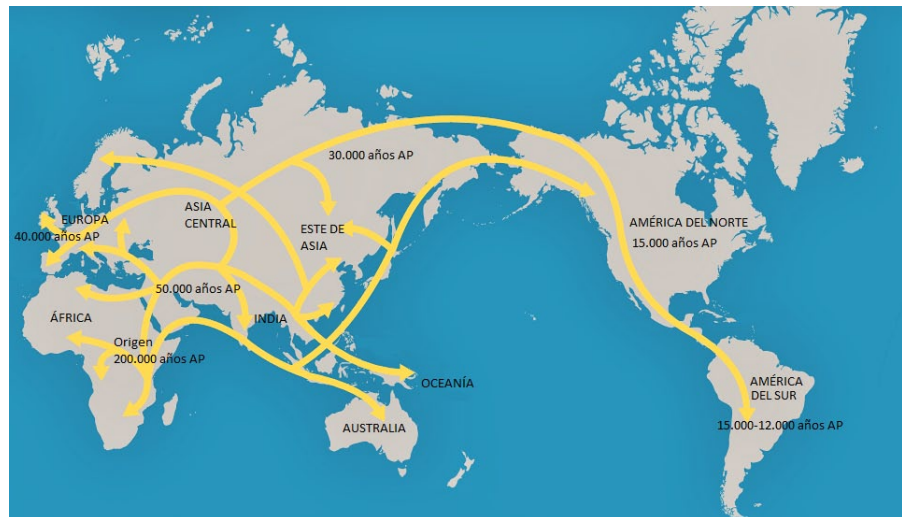 30.000 años AP
ASIA
CENTRAL
EUROPA
40.000 años AP
ESTE DE
ASIA
AMÉRICA DEL NORTE
15.000 años AP
50.000 años AP
ÁFRICA
INDIA
Origen
200.000 años AP
OCEANÍA
AMÉRICA
DEL SUR
AUSTRALIA
15.000-12.000 años AP